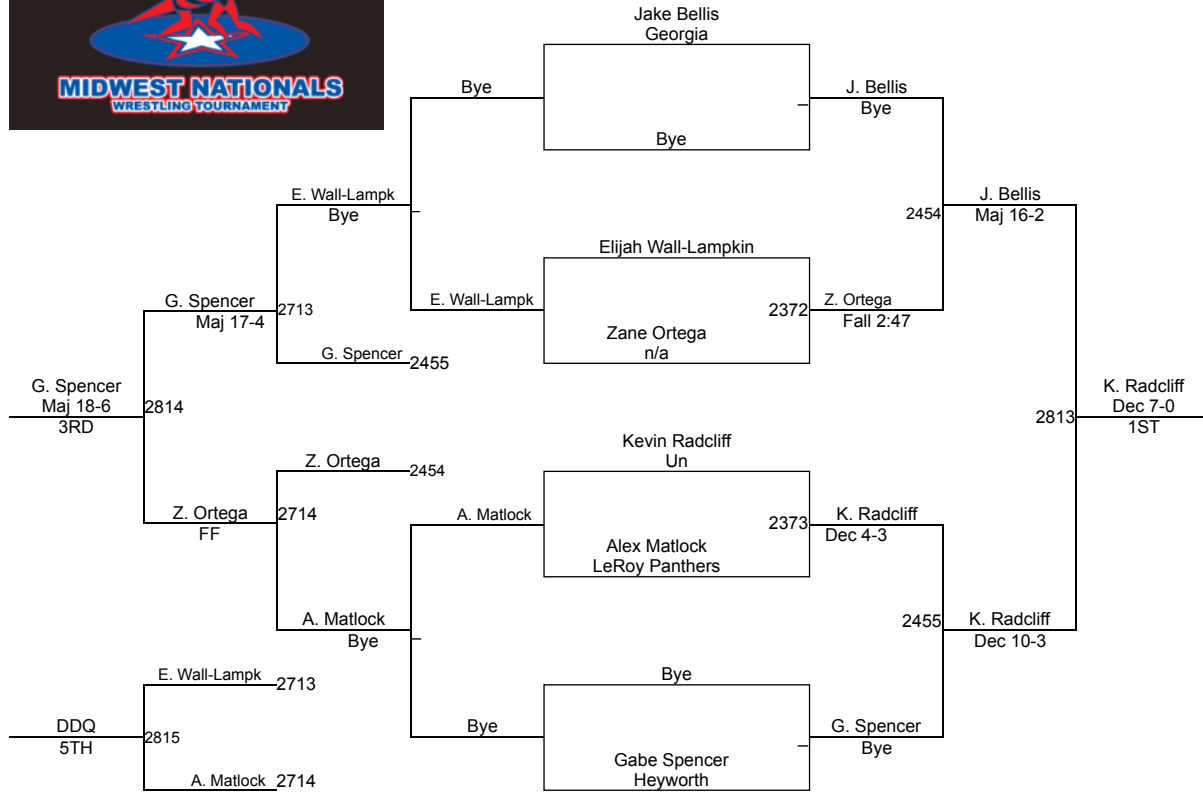 MIDWEST NATIONALS
WRESTLING TOURNAMENT
Jake Bellis
Georgia
Bye
Bye
J. Bellis
Bye
E. Wall-Lampk
Bye
2454
J. Bellis
Maj 16-2
Elijah Wall-Lampkin
G. Spencer
Maj 17-4
2713
E. Wall-Lampk
Zane Ortega
n/a
2372
Z. Ortega
Fall 2:47
G. Spencer
2455
G. Spencer
Maj 18-6
3RD
2814
2813
K. Radcliff
Dec 7-0
1ST
Kevin Radcliff
Un
Z. Ortega
2454
Z. Ortega
FF
2714
A. Matlock
Alex Matlock
LeRoy Panthers
2373
K. Radcliff
Dec 4-3
A. Matlock
Bye
2455
K. Radcliff
Dec 10-3
E. Wall-Lampk
2713
Bye
DDQ
5TH
2815
Bye
Gabe Spencer
Heyworth
G. Spencer
Bye
A. Matlock
2714